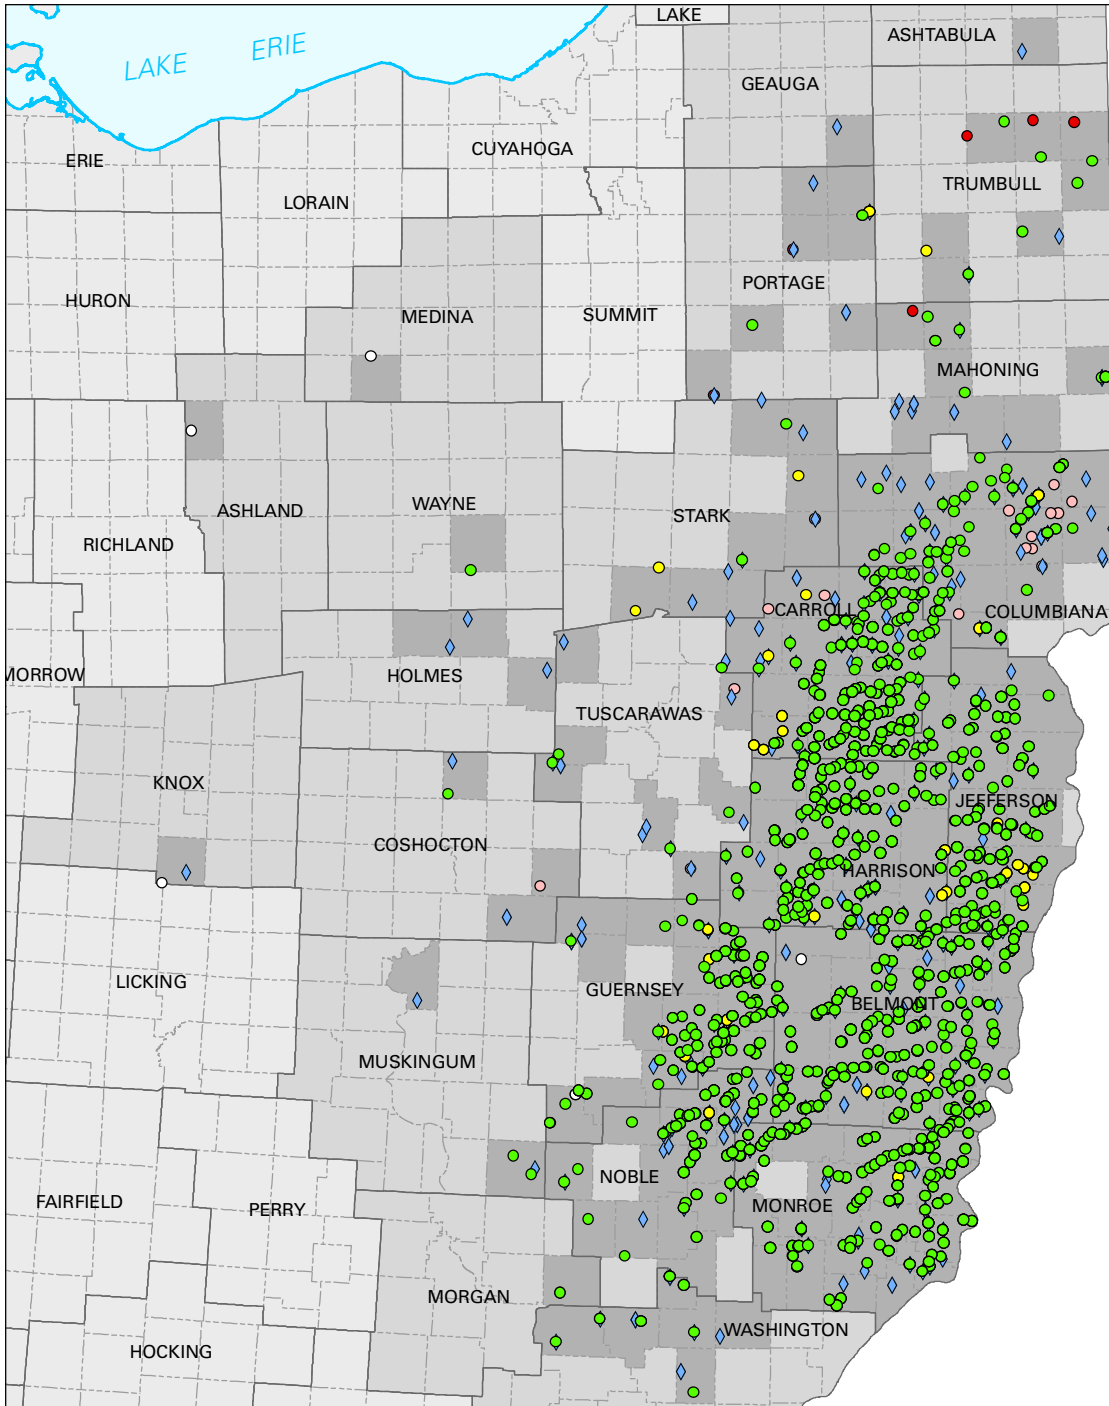 LAKE
ASHTABULA
LAKE ERIE
GEAUGA
CUYAHOGA
ERIE
TRUMBULL
LORAIN
PORTAGE
HURON
MEDINA
SUMMIT
MAHONING
WAYNE
ASHLAND
STARK
RICHLAND
CARROLL
COLUMBIANA
MORROW
HOLMES
TUSCARAWAS
KNOX
JEFFERSON
COSHOCTON
HARRISON
LICKING
GUERNSEY
BELMONT
MUSKINGUM
NOBLE
FAIRFIELD
PERRY
MONROE
MORGAN
WASHINGTON
HOCKING